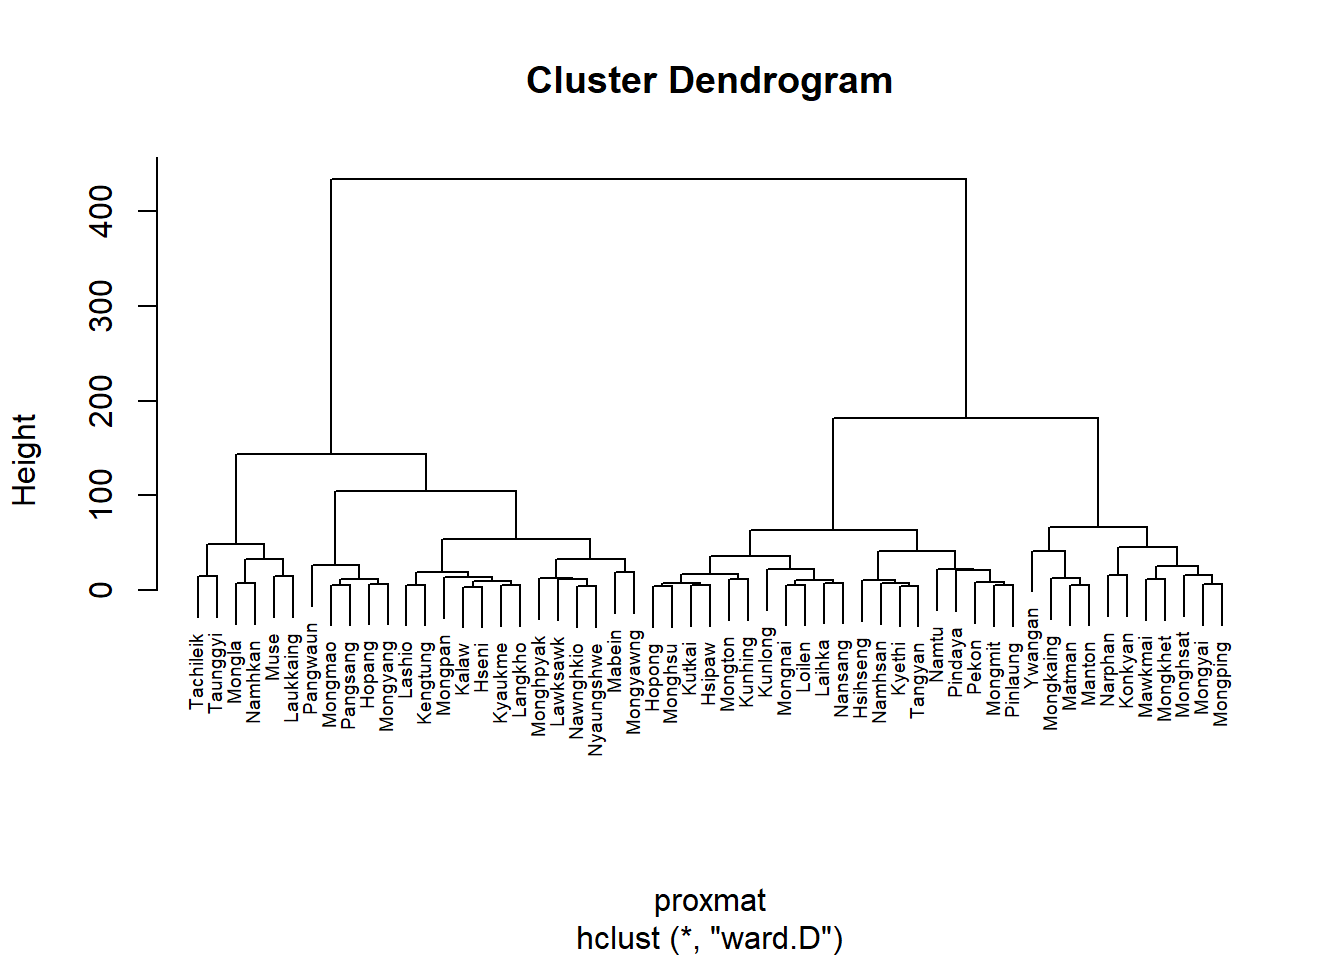 Cluster Dendrogram
Height
400
300
200
100
0
Tachileik
Taunggyi
Mongla
Namhkan
Muse
Laukkaing
Pangwaun
Mongmao
Pangsang
Hopang
Mongyang
Lashio
Kengtung
Mongpan
Kalaw
Hseni
Kyaukme
Langkho
Monghpyak
Lawksawk
Nawnghkio
Nyaungshwe
Mabein
Mongyawng
Hopong
Monghsu
Kutkai
Hsipaw
Mongton
Kunhing
Kunlong
Mongnai
Loilen
Laihka
Nansang
Hsihseng
Namhsan
Kyethi
Tangyan
Namtu
Pindaya
Pekon
Mongmit
Pinlaung
Ywangan
Mongkaing
Matman
Manton
Narphan
Konkyan
Mawkmai
Mongkhet
Monghsat
Mongyai
Mongping
proxmat
hclust (*, "ward.D")